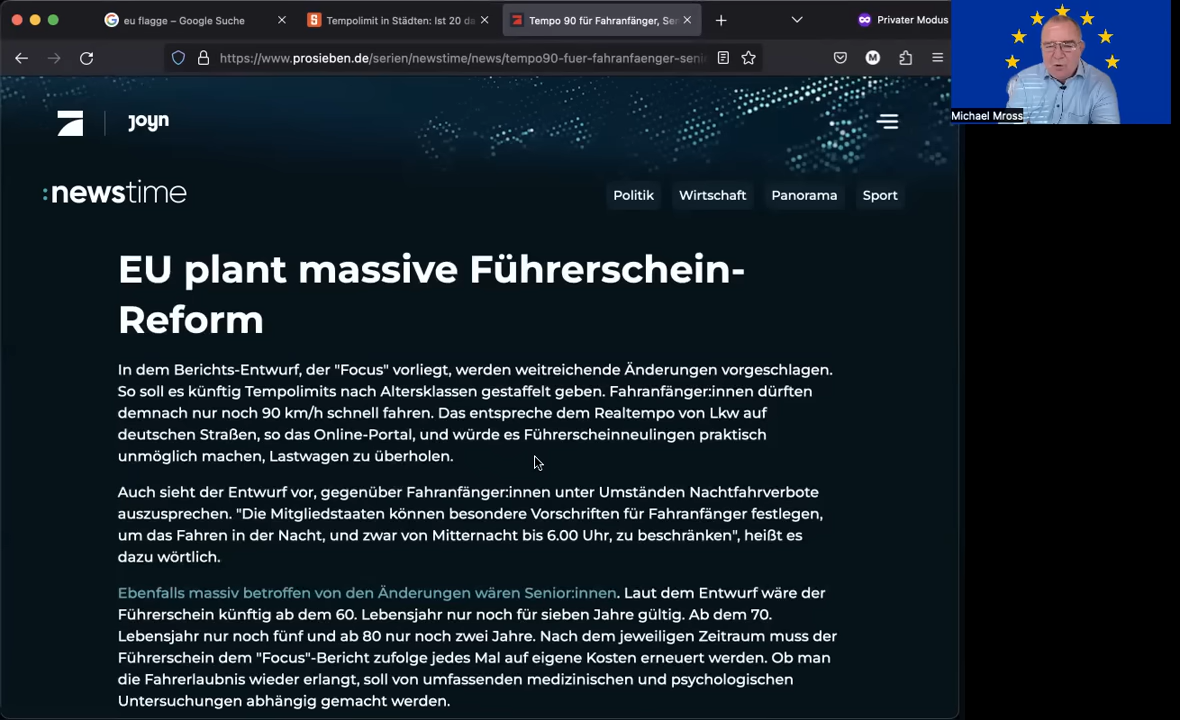 eu flagge – Google Suche
Tempolimit in Städten: Ist 20 da
Tempo 90 für Fahranfänger, Sen
Privater Modus
https://www.prosieben.de/serien/newstime/news/tempo90-fuer-fahranfaenger-seni
M
Michael Mross
joyn
:newstime
Politik
Wirtschaft
Panorama
Sport
EU plant massive Führerschein-
Reform
In dem Berichts-Entwurf, der "Focus" vorliegt, werden weitreichende Änderungen vorgeschlagen.
So soll es künftig Tempolimits nach Altersklassen gestaffelt geben. Fahranfänger:innen dürften
demnach nur noch 90 km/h schnell fahren. Das entspreche dem Realtempo von Lkw auf
deutschen Straßen, so das Online-Portal, und würde es Führerscheinneulingen praktisch
unmöglich machen, Lastwagen zu überholen.
Auch sieht der Entwurf vor, gegenüber Fahranfänger:innen unter Umständen Nachtfahrverbote
auszusprechen. "Die Mitgliedstaaten können besondere Vorschriften für Fahranfänger festlegen,
um das Fahren in der Nacht, und zwar von Mitternacht bis 6.00 Uhr, zu beschränken", heißt es
dazu wörtlich.
Ebenfalls massiv betroffen von den Änderungen wären Senior:innen. Laut dem Entwurf wäre der
Führerschein künftig ab dem 60. Lebensjahr nur noch für sieben Jahre gültig. Ab dem 70.
Lebensjahr nur noch fünf und ab 80 nur noch zwei Jahre. Nach dem jeweiligen Zeitraum muss der
Führerschein dem "Focus"-Bericht zufolge jedes Mal auf eigene Kosten erneuert werden. Ob man
die Fahrerlaubnis wieder erlangt, soll von umfassenden medizinischen und psychologischen
Untersuchungen abhängig gemacht werden.